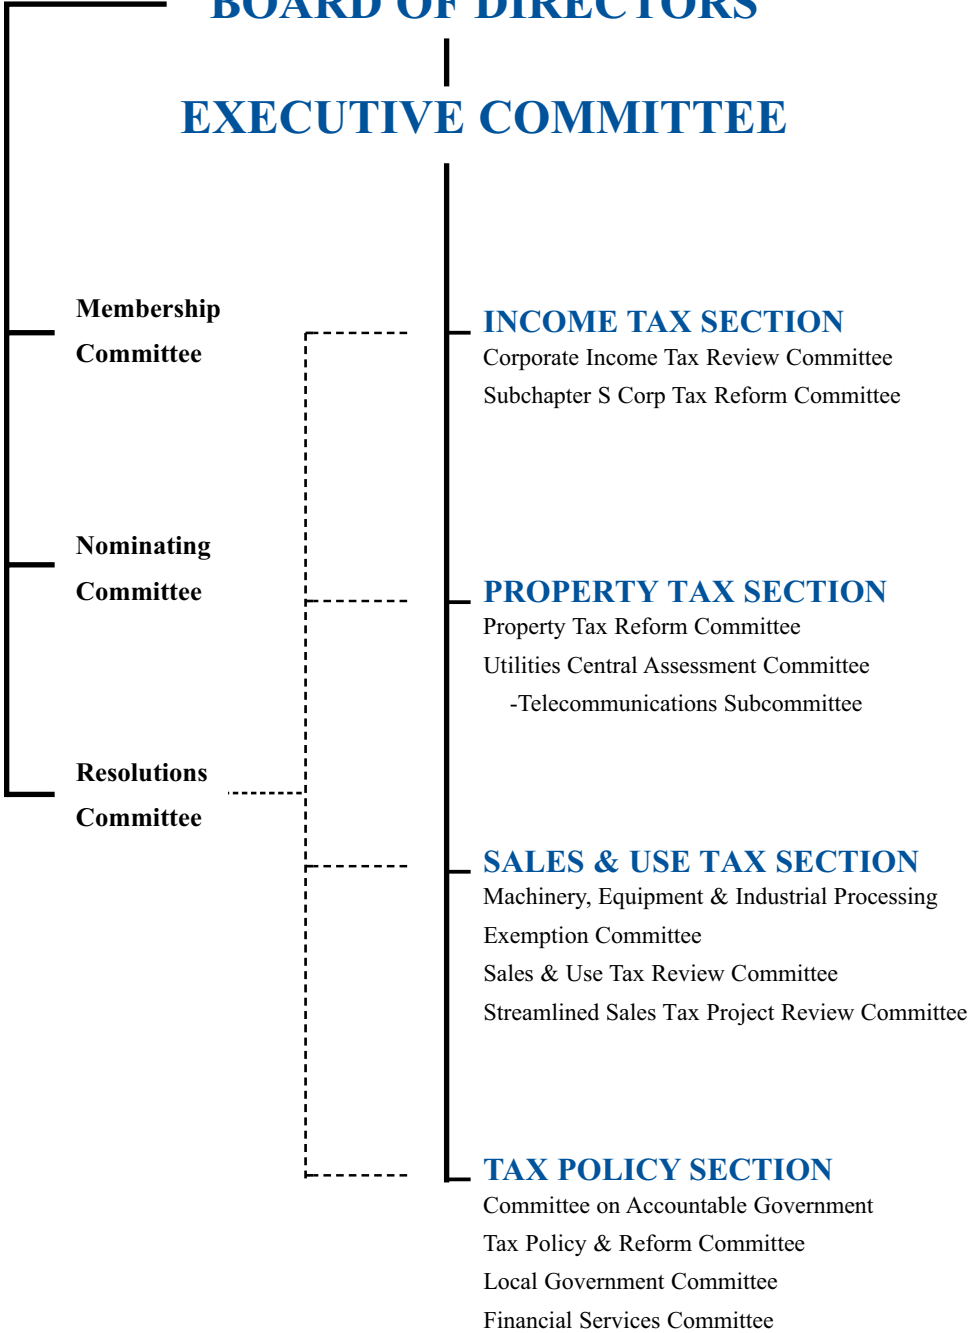 BOARD OF DIRECTORS
EXECUTIVE COMMITTEE
Membership
Committee
Nominating
Committee
Resolutions
Committee
INCOME TAX SECTION
Corporate Income Tax Review Committee
Subchapter S Corp Tax Reform Committee
PROPERTY TAX SECTION
Property Tax Reform Committee
Utilities Central Assessment Committee
-Telecommunications Subcommittee
SALES & USE TAX SECTION
Machinery, Equipment & Industrial Processing
Exemption Committee
Sales & Use Tax Review Committee
Streamlined Sales Tax Project Review Committee
TAX POLICY SECTION
Committee on Accountable Government
Tax Policy & Reform Committee
Local Government Committee
Financial Services Committee